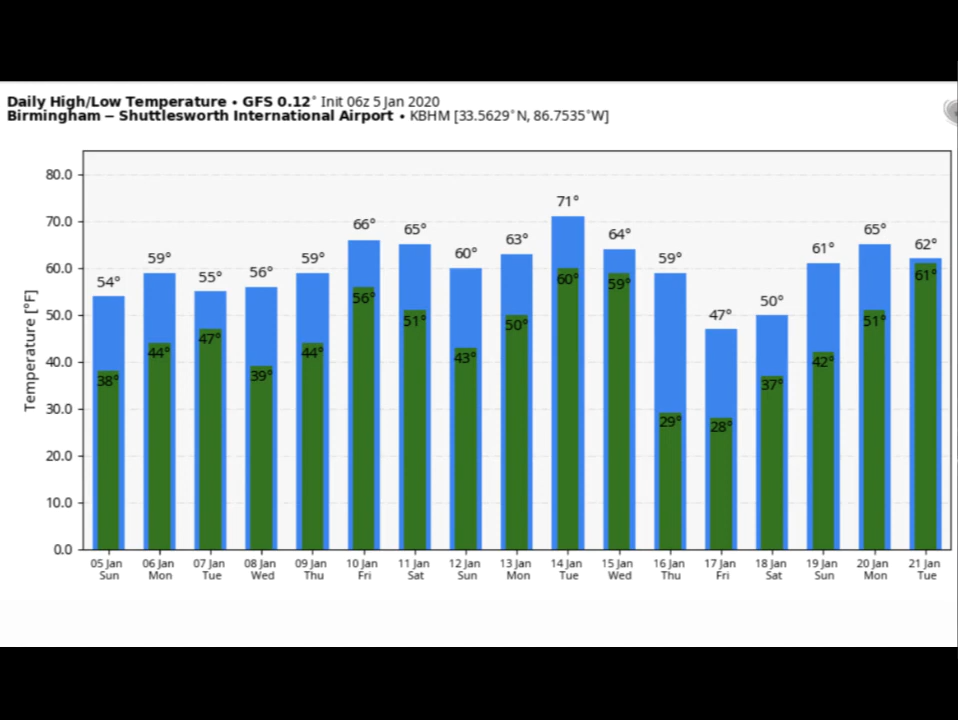 Daily High/Low Temperature • GFS 0.12° Init 06z 5 Jan 2020
Birmingham – Shuttlesworth International Airport • KBHM [33.5629°N, 86.7535°W]
Temperature [°F]
80.0
70.0
60.0
50.0
40.0
30.0
20.0
10.0
0.0
54° 59° 55° 56° 59° 66° 65° 60° 63° 71° 64° 59° 47° 50° 61° 65° 62°
38° 44° 47° 39° 44° 56° 51° 43° 50° 60° 59° 29° 28° 37° 42° 51° 61°
05 Jan 06 Jan 07 Jan 08 Jan 09 Jan 10 Jan 11 Jan 12 Jan 13 Jan 14 Jan 15 Jan 16 Jan 17 Jan 18 Jan 19 Jan 20 Jan 21 Jan
Sun Mon Tue Wed Thu Fri Sat Sun Mon Tue Wed Thu Fri Sat Sun Mon Tue